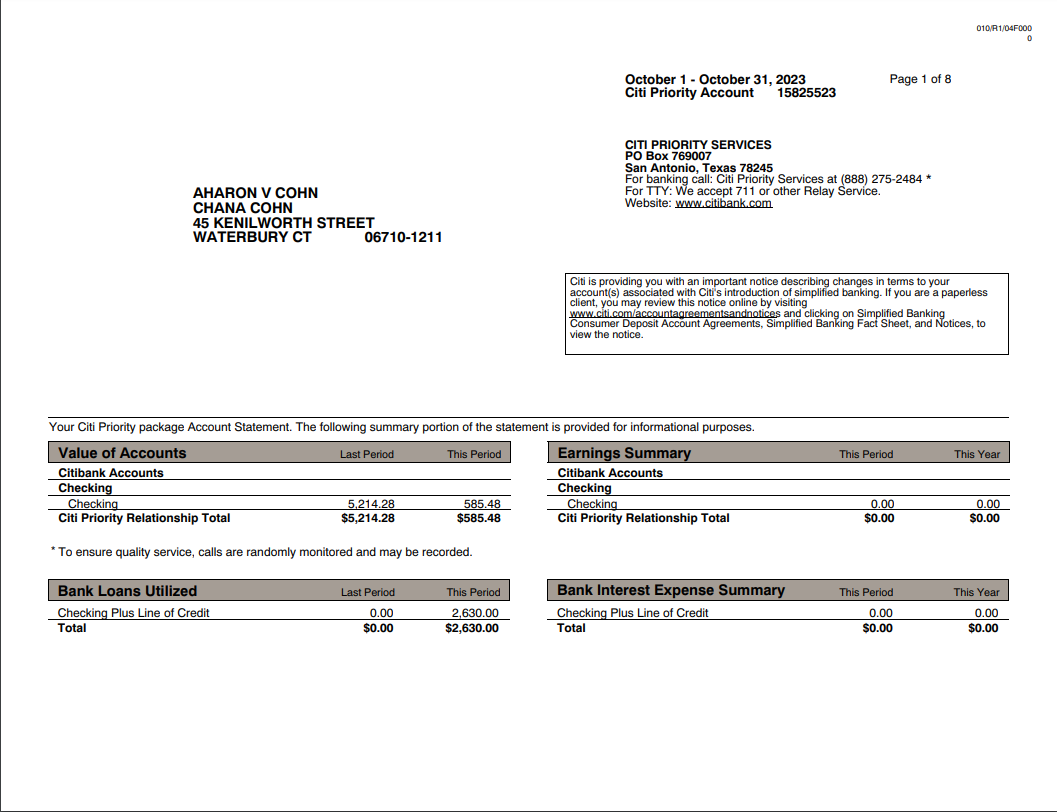 010/R1/04F000
0
October 1 - October 31, 2023 Page 1 of 8
Citi Priority Account 15825523
CITI PRIORITY SERVICES
PO Box 769007
San Antonio, Texas 78245
For banking call: Citi Priority Services at (888) 275-2484 *
For TTY: We accept 711 or other Relay Service.
Website: www.citibank.com
AHARON V COHN
CHANA COHN
45 KENILWORTH STREET
WATERBURY CT 06710-1211
Citi is providing you with an important notice describing changes in terms to your
account(s) associated with Citi's introduction of simplified banking. If you are a paperless
client, you may review this notice online by visiting
www.citi.com/accountagreementsandnotices and clicking on Simplified Banking
Consumer Deposit Account Agreements, Simplified Banking Fact Sheet, and Notices, to
view the notice.
Your Citi Priority package Account Statement. The following summary portion of the statement is provided for informational purposes.
Value of Accounts Last Period This Period
Citibank Accounts
Checking
Checking 5,214.28 585.48
Citi Priority Relationship Total $5,214.28 $585.48
Earnings Summary This Period This Year
Citibank Accounts
Checking
Checking 0.00 0.00
Citi Priority Relationship Total $0.00 $0.00
* To ensure quality service, calls are randomly monitored and may be recorded.
Bank Loans Utilized Last Period This Period
Checking Plus Line of Credit 0.00 2,630.00
Total $0.00 $2,630.00
Bank Interest Expense Summary This Period This Year
Checking Plus Line of Credit 0.00 0.00
Total $0.00 $0.00